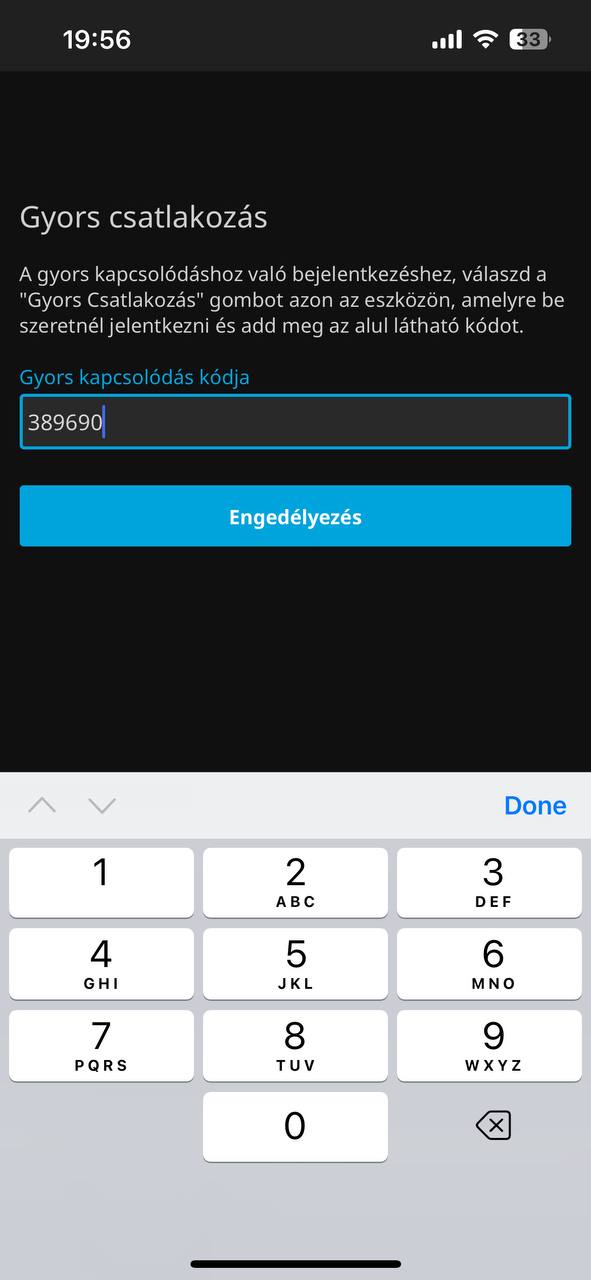 19:56
33
Gyors csatlakozás
A gyors kapcsolódáshoz való bejelentkezéshez, válaszd a
"Gyors Csatlakozás" gombot azon az eszközön, amelyre be
szeretnél jelentkezni és add meg az alul látható kódot.
Gyors kapcsolódás kódja
389690
Engedélyezés
Done
1 2 3
ABC DEF
4 5 6
GHI JKL MNO
7 8 9
PQRS TUV WXYZ
0